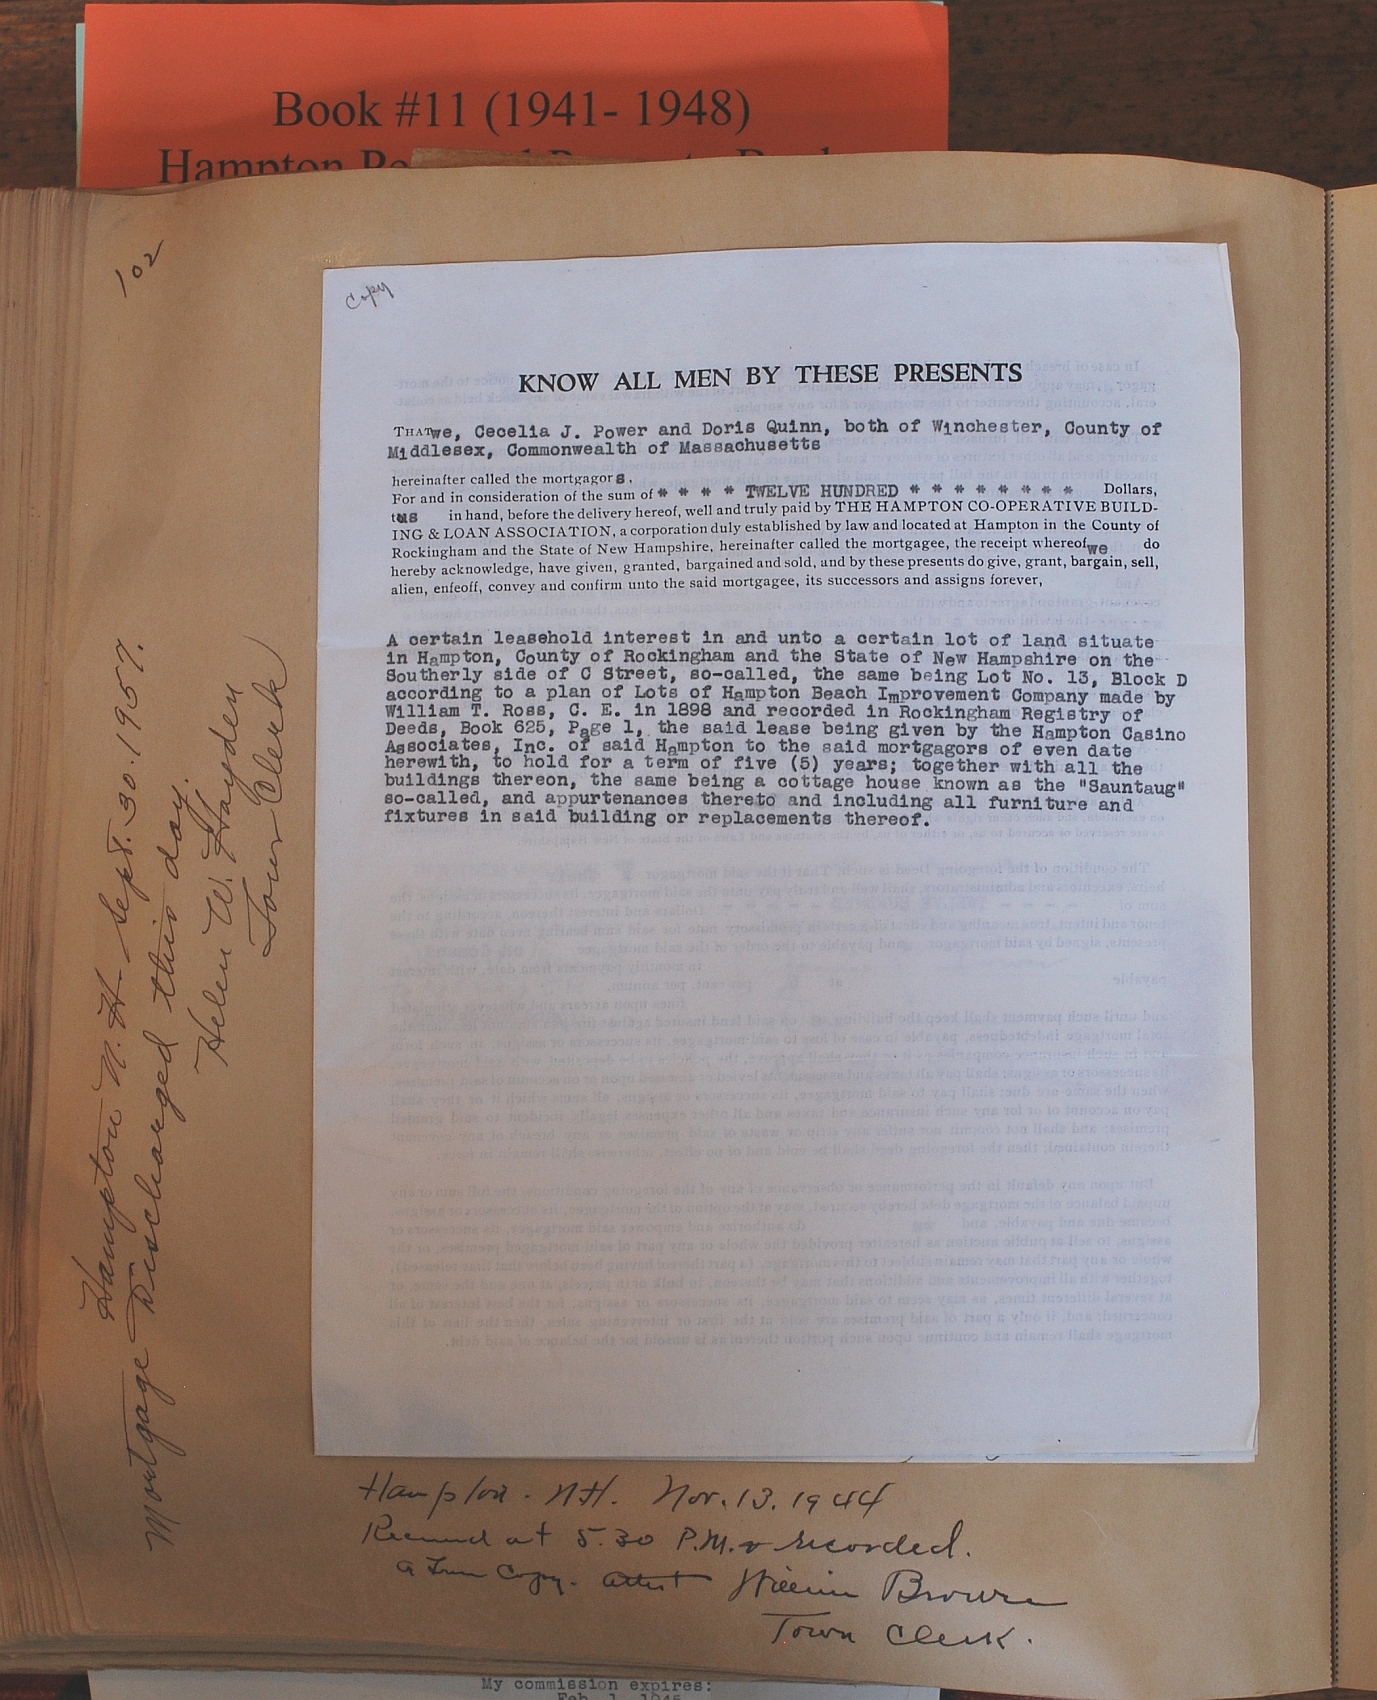 Book #11 (1941- 1948)
Hampton
102
Copy
KNOW ALL MEN BY THESE PRESENTS
THAT we, Cecelia J. Power and Doris Quinn, both of Winchester, County of
Middlesex, Commonwealth of Massachusetts
hereinafter called the mortgagors,
For and in consideration of the sum of * * * * TWELVE HUNDRED * * * * * * * * Dollars,
tus in hand, before the delivery hereof, well and truly paid by THE HAMPTON CO-OPERATIVE BUILD-
ING & LOAN ASSOCIATION, a corporation duly established by law and located at Hampton in the County of
Rockingham and the State of New Hampshire, hereinafter called the mortgagee, the receipt whereof we do
hereby acknowledge, have given, granted, bargained and sold, and by these presents do give, grant, bargain, sell,
alien, enfeoff, convey and confirm unto the said mortgagee, its successors and assigns forever,
A certain leasehold interest in and unto a certain lot of land situate
in Hampton, County of Rockingham and the State of New Hampshire on the
Southerly side of C Street, so-called, the same being Lot No. 13, Block D
according to a plan of Lots of Hampton Beach Improvement Company made by
William T. Ross, C. E. in 1898 and recorded in Rockingham Registry of
Deeds, Book 625, Page 1, the said lease being given by the Hampton Casino
Associates, Inc. of said Hampton to the said mortgagors of even date
herewith, to hold for a term of five (5) years; together with all the
buildings thereon, the same being a cottage house known as the "Sauntaug"
so-called, and appurtenances thereto and including all furniture and
fixtures in said building or replacements thereof.
Hampton N. H. Sept. 30. 1957.
Mortgage Discharged this day.
Helen W. Hayden
Town Clerk
Hampton. N.H. Nov. 13. 1944
Received at 5.30 P.M. & recorded.
A True Copy. Attest William Brown
Town Clerk.
My commission expires:
Feb. 1, 1945